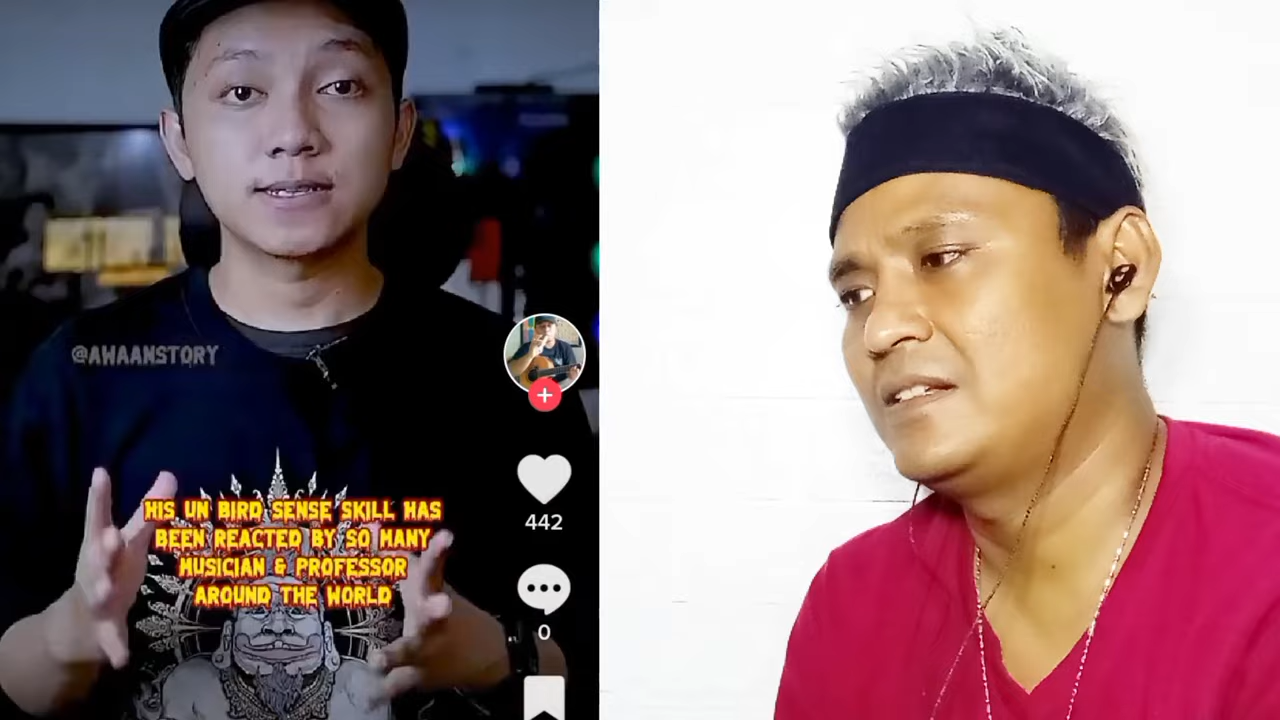 @AWAANSTORY
HIS UN BIRD SENSE SKILL HAS
BEEN REACTED BY SO MANY
MUSICIAN & PROFESSOR
AROUND THE WORLD
442
0